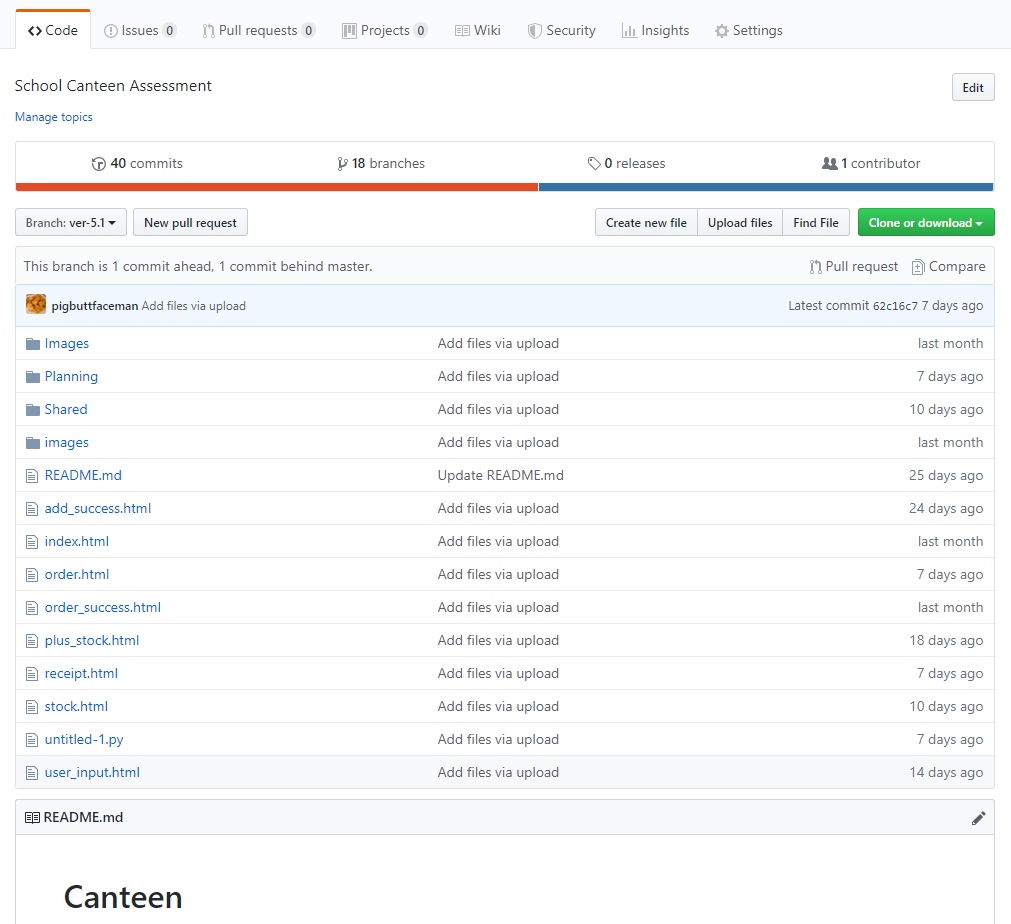 Code Issues 0 Pull requests 0 Projects 0 Wiki Security Insights Settings
School Canteen Assessment Edit
Manage topics
40 commits 18 branches 0 releases 1 contributor
Branch: ver-5.1 New pull request Create new file Upload files Find File Clone or download
This branch is 1 commit ahead, 1 commit behind master. Pull request Compare
pigbuttfaceman Add files via upload Latest commit 62c16c7 7 days ago
Images Add files via upload last month
Planning Add files via upload 7 days ago
Shared Add files via upload 10 days ago
images Add files via upload last month
README.md Update README.md 25 days ago
add_success.html Add files via upload 24 days ago
index.html Add files via upload last month
order.html Add files via upload 7 days ago
order_success.html Add files via upload last month
plus_stock.html Add files via upload 18 days ago
receipt.html Add files via upload 7 days ago
stock.html Add files via upload 10 days ago
untitled-1.py Add files via upload 7 days ago
user_input.html Add files via upload 14 days ago
README.md
Canteen